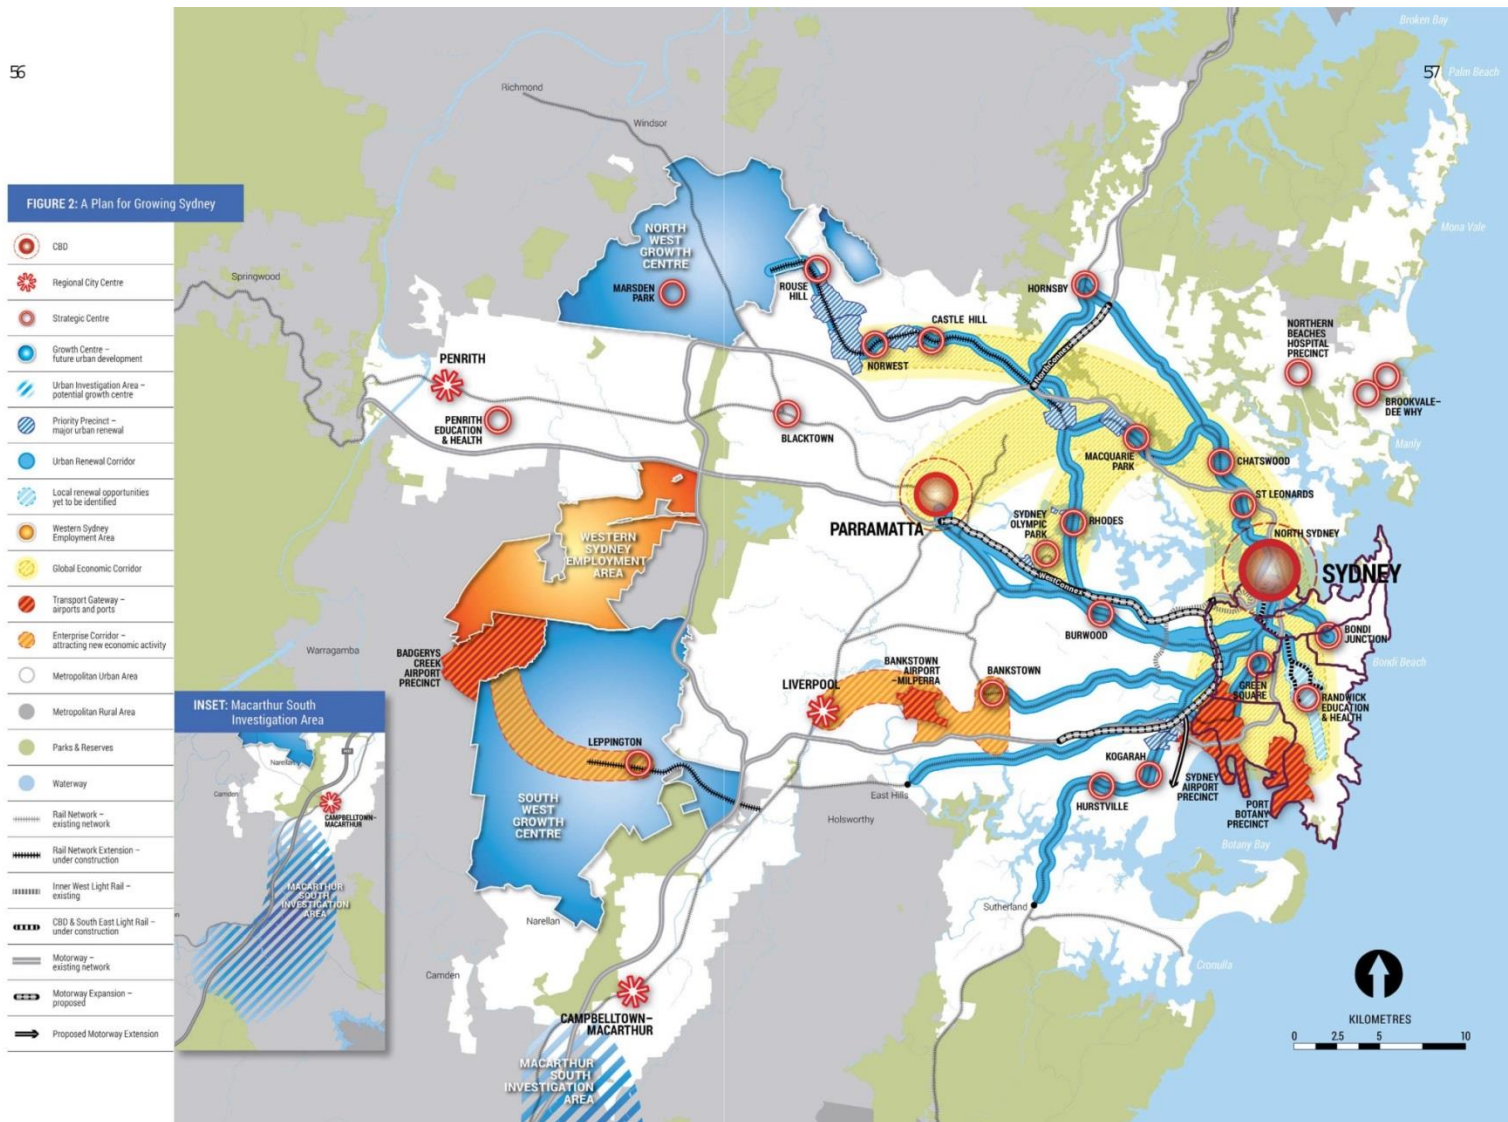 56
57
FIGURE 2: A Plan for Growing Sydney
CBD
Regional City Centre
Strategic Centre
Growth Centre –
future urban development
Urban Investigation Area –
potential growth centre
Priority Precinct –
major urban renewal
Urban Renewal Corridor
Local renewal opportunities
yet to be identified
Western Sydney
Employment Area
Global Economic Corridor
Transport Gateway –
airports and ports
Enterprise Corridor –
attracting new economic activity
Metropolitan Urban Area
Metropolitan Rural Area
Parks & Reserves
Waterway
Rail Network –
existing network
Rail Network Extension –
under construction
Inner West Light Rail –
existing
CBD & South East Light Rail –
under construction
Motorway –
existing network
Motorway Expansion –
proposed
Proposed Motorway Extension
Broken Bay
Palm Beach
Richmond
Windsor
Mona Vale
NORTH
WEST
GROWTH
CENTRE
MARSDEN
PARK
ROUSE
HILL
Springwood
HORNSBY
CASTLE HILL
NORWEST
NorthConnex
NORTHERN
BEACHES
HOSPITAL
PRECINCT
BROOKVALE–
DEE WHY
PENRITH
PENRITH
EDUCATION
& HEALTH
BLACKTOWN
Manly
MACQUARIE
PARK
CHATSWOOD
ST LEONARDS
PARRAMATTA
SYDNEY
OLYMPIC
PARK
RHODES
NORTH SYDNEY
SYDNEY
WESTERN
SYDNEY
EMPLOYMENT
AREA
WestConnex
BURWOOD
BONDI
JUNCTION
Bondi Beach
Warragamba
BADGERYS
CREEK
AIRPORT
PRECINCT
LIVERPOOL
BANKSTOWN
AIRPORT
–MILPERRA
BANKSTOWN
GREEN
SQUARE
RANDWICK
EDUCATION
& HEALTH
LEPPINGTON
KOGARAH
HURSTVILLE
SYDNEY
AIRPORT
PRECINCT
PORT
BOTANY
PRECINCT
East Hills
Holsworthy
SOUTH
WEST
GROWTH
CENTRE
Botany Bay
Narellan
Sutherland
Camden
Cronulla
CAMPBELLTOWN–
MACARTHUR
MACARTHUR
SOUTH
INVESTIGATION
AREA
INSET: Macarthur South
Investigation Area
Narellan
Camden
CAMPBELLTOWN–
MACARTHUR
MACARTHUR
SOUTH
INVESTIGATION
AREA
KILOMETRES
0 2.5 5 10